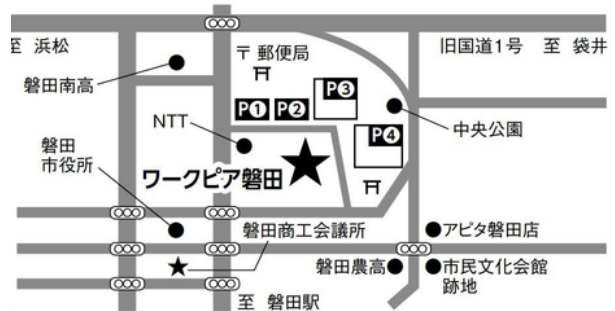 至 浜松
〒郵便局
旧国道1号 至 袋井
磐田南高
P1
P2
P3
P4
NTT
中央公園
磐田
市役所
ワークピア磐田
磐田商工会議所
アピタ磐田店
磐田農高
市民文化会館
跡地
至 磐田駅